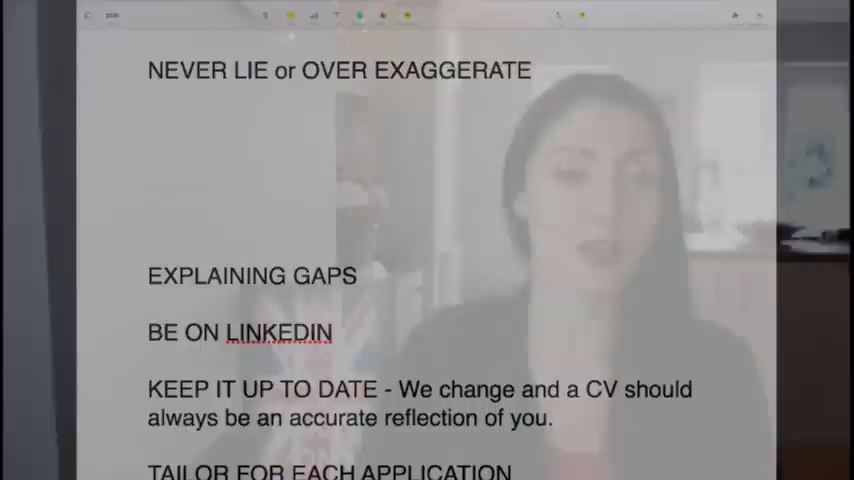 NEVER LIE or OVER EXAGGERATE
EXPLAINING GAPS
BE ON LINKEDIN
KEEP IT UP TO DATE - We change and a CV should
always be an accurate reflection of you.
TAILOR FOR EACH APPLICATION